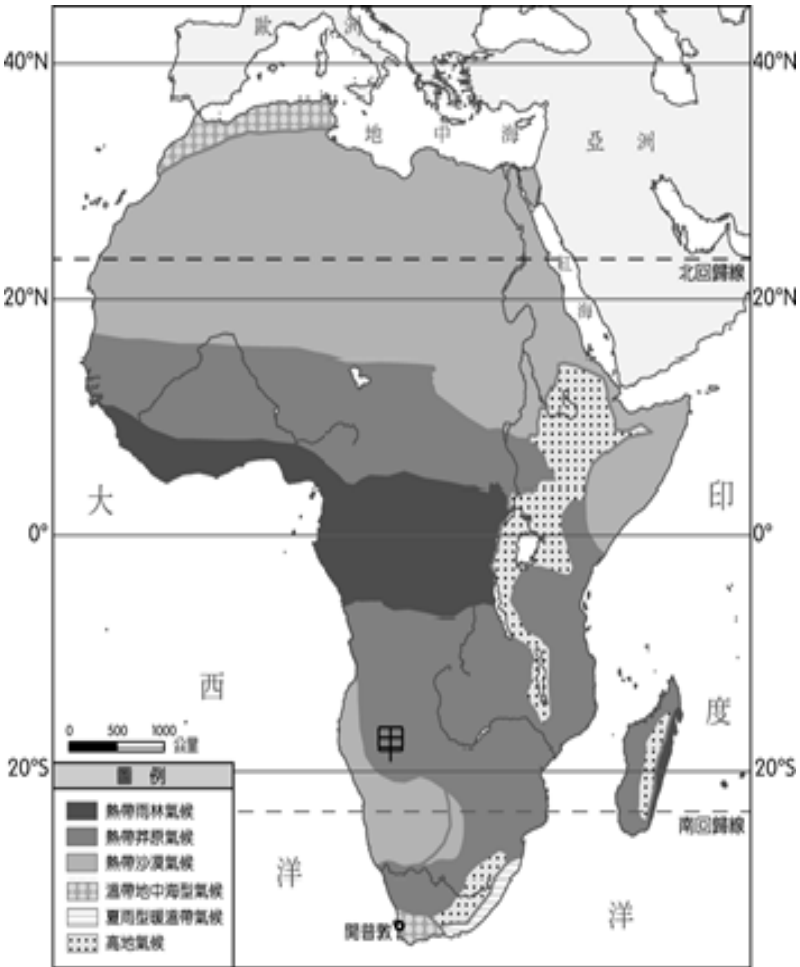 歐 洲
40°N 40°N
地 中 海 亞 洲
紅 海
北回歸線
20°N 20°N
大 印
0° 0°
西 度
0 500 1000
公里
20°S 20°S
圖 例
熱帶雨林氣候
熱帶莽原氣候
熱帶沙漠氣候
溫帶地中海型氣候
夏雨型暖溫帶氣候
高地氣候
南回歸線
洋 洋
開普敦
田